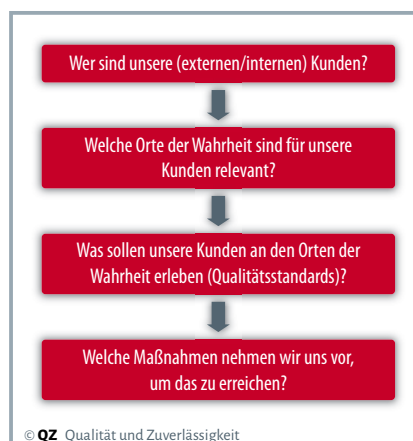 Wer sind unsere (externen/internen) Kunden?
Welche Orte der Wahrheit sind für unsere
Kunden relevant?
Was sollen unsere Kunden an den Orten der
Wahrheit erleben (Qualitätsstandards)?
Welche Maßnahmen nehmen wir uns vor,
um das zu erreichen?
© QZ Qualität und Zuverlässigkeit